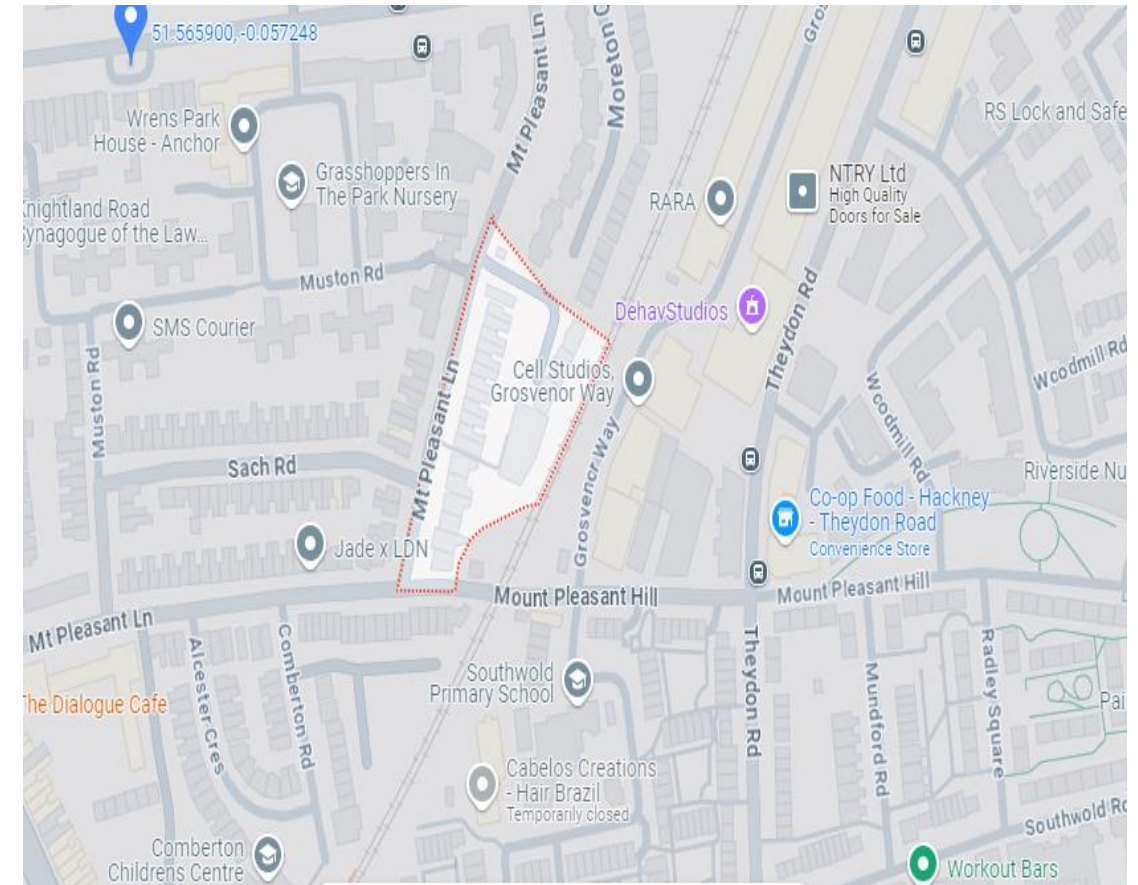 51.565900,-0.057248
Mt Pleasant Ln
Moreton
Grosv
Wrens Park
House - Anchor
RS Lock and Safe
Grasshoppers In
The Park Nursery
NTRY Ltd
High Quality
Doors for Sale
RARA
Knightland Road
Synagogue of the Law...
Muston Rd
DehavStudios
SMS Courier
Theydon Rd
Woodmill Rd
Cell Studios,
Grosvenor Way
Muston Rd
Mt Pleasant Ln
Woodmill Rd
Sach Rd
Grosvenor Way
Riverside Nu
Co-op Food - Hackney
- Theydon Road
Convenience Store
Jade x LDN
Mount Pleasant Hill
Mount Pleasant Hill
Mt Pleasant Ln
Alcester Cres
Comberton Rd
Theydon Rd
Mundford Rd
Radley Square
Southwold
Primary School
The Dialogue Cafe
Pai
Cabelos Creations
- Hair Brazil
Temporarily closed
Southwold Rd
Comberton
Childrens Centre
Workout Bars